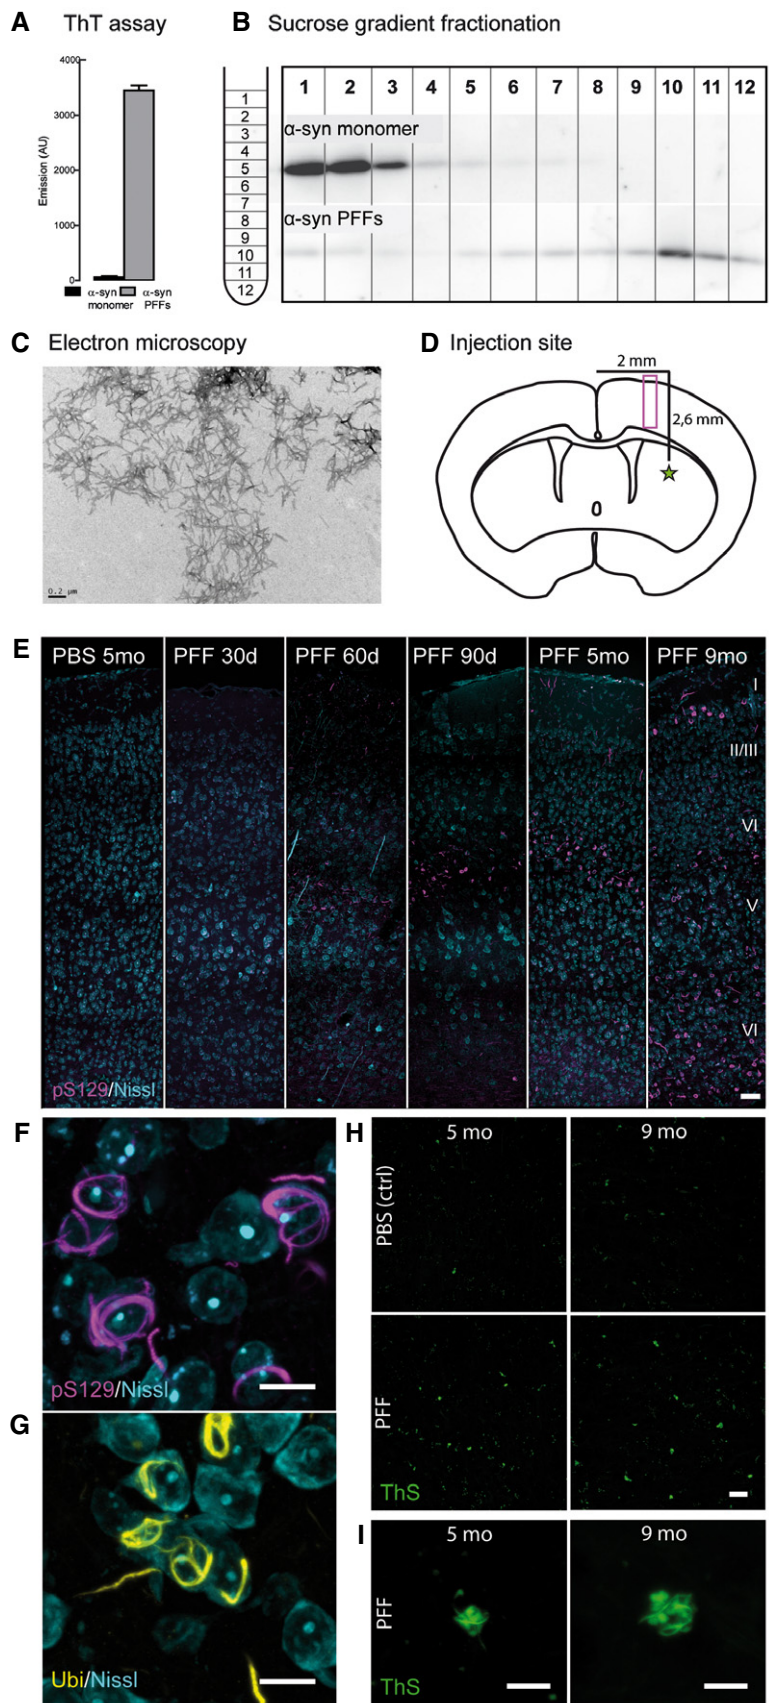 A ThT assay
4000
3000
2000
1000
0
Emission (AU)
α-syn monomer
α-syn PFFs
B Sucrose gradient fractionation
1
2
3
4
5
6
7
8
9
10
11
12
1 2 3 4 5 6 7 8 9 10 11 12
α-syn monomer
α-syn PFFs
C Electron microscopy
0.2 µm
D Injection site
2 mm
2,6 mm
E
PBS 5mo PFF 30d PFF 60d PFF 90d PFF 5mo PFF 9mo
I
II/III
VI
V
VI
pS129/Nissl
F
pS129/Nissl
G
Ubi/Nissl
H
5 mo 9 mo
PBS (ctrl)
PFF
ThS
I
5 mo 9 mo
PFF
ThS